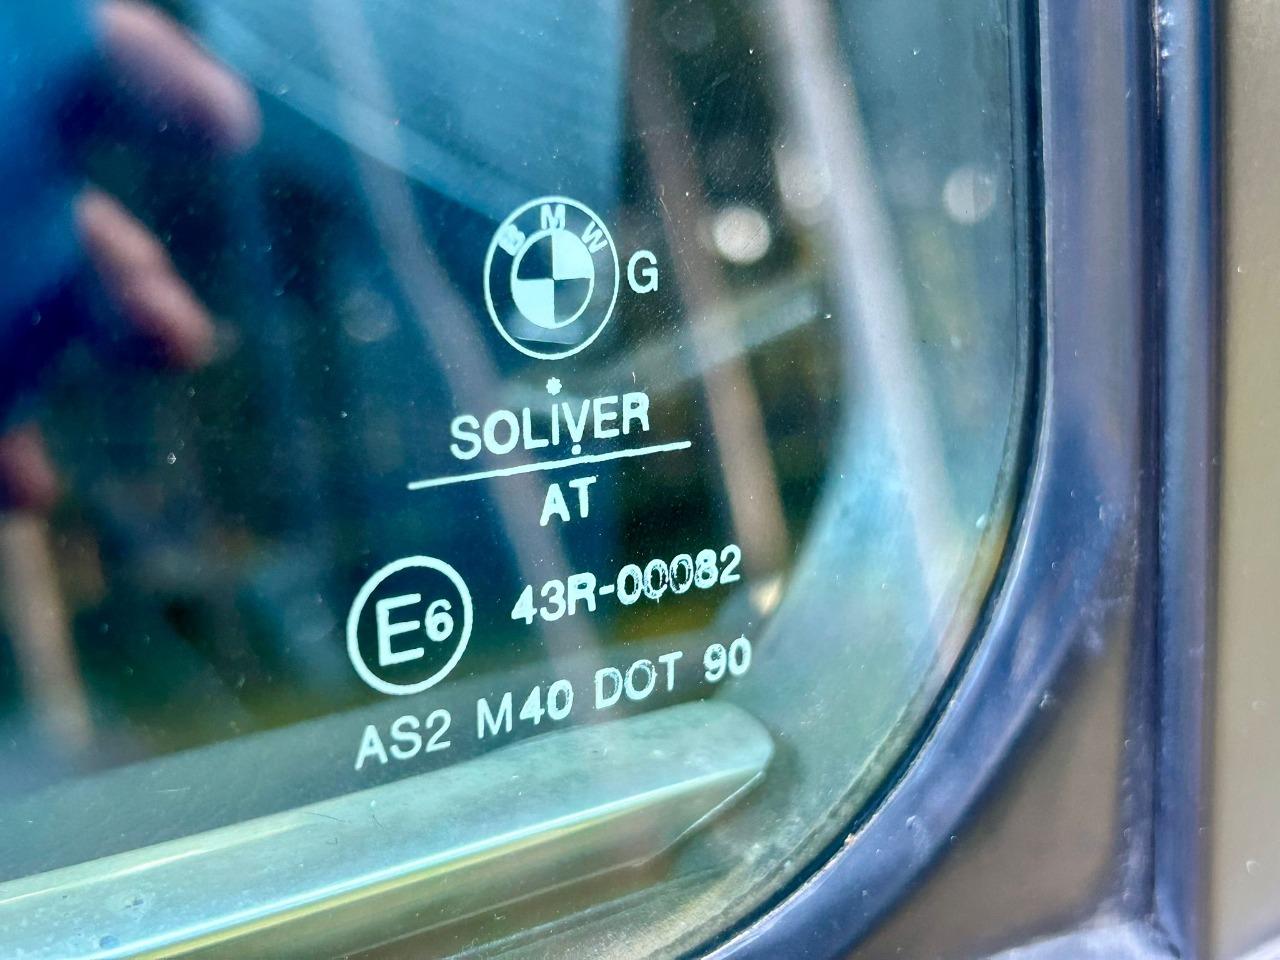 BMW G
SOLIVER
AT
E6 43R-00082
AS2 M40 DOT 90